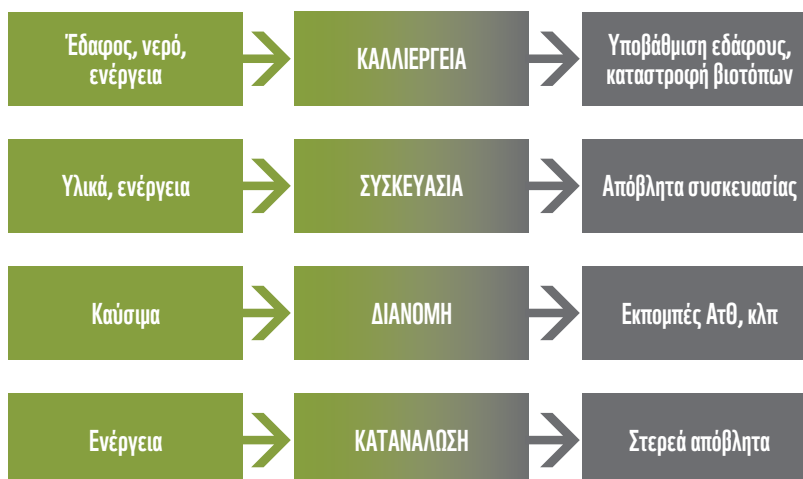 Έδαφος, νερό,
ενέργεια
ΚΑΛΛΙΕΡΓΕΙΑ
Υποβάθμιση εδάφους,
καταστροφή βιοτόπων
Υλικά, ενέργεια
ΣΥΣΚΕΥΑΣΙΑ
Απόβλητα συσκευασίας
Καύσιμα
ΔΙΑΝΟΜΗ
Εκπομπές ΑτΘ, κλπ
Ενέργεια
ΚΑΤΑΝΑΛΩΣΗ
Στερεά απόβλητα